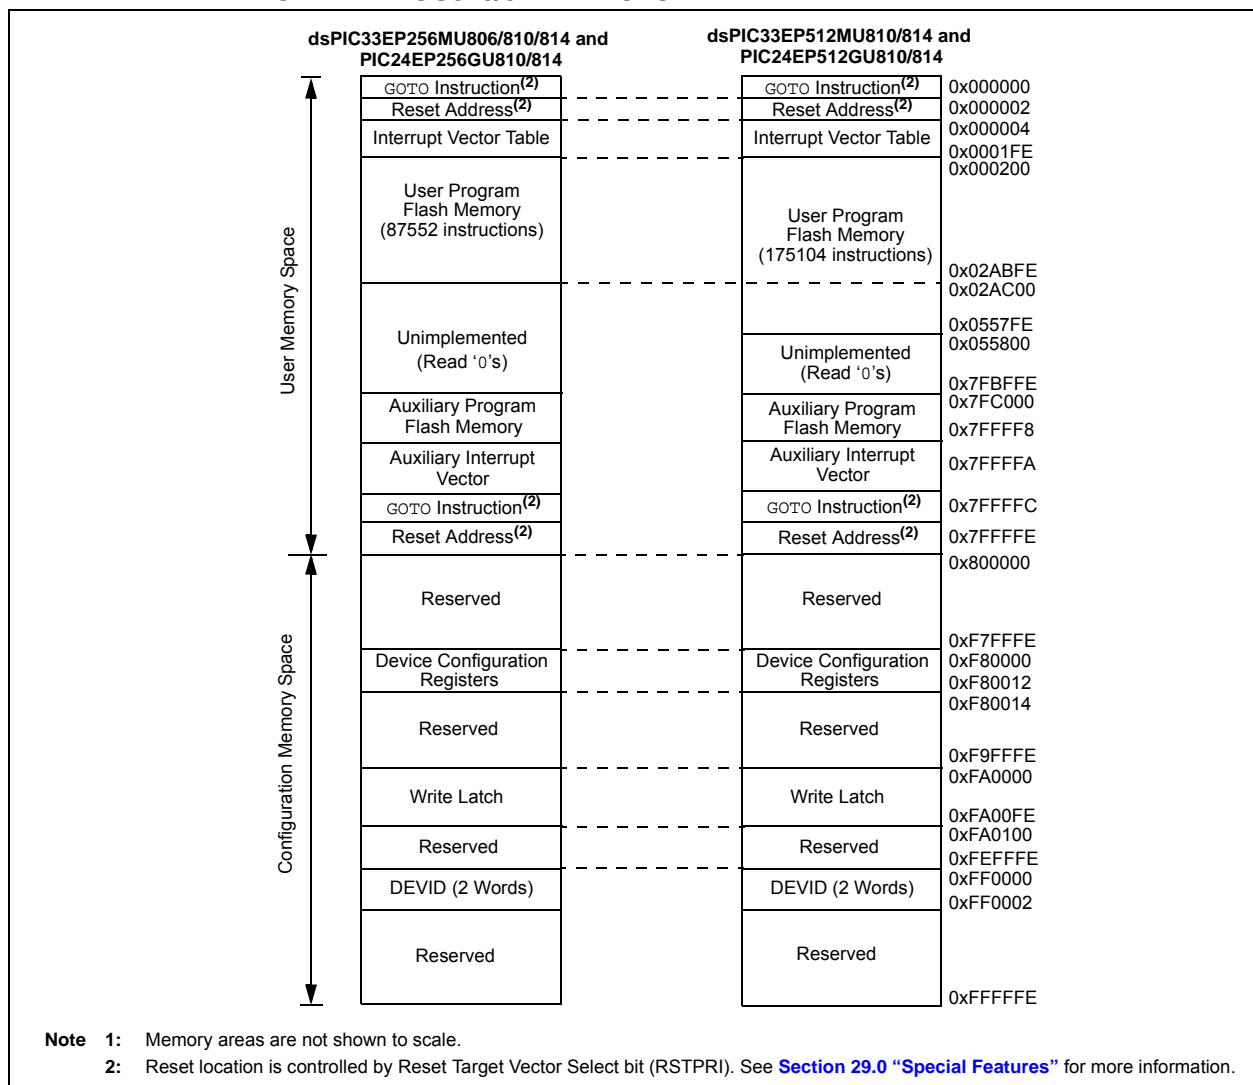 dsPIC33EP256MU806/810/814 and
PIC24EP256GU810/814
dsPIC33EP512MU810/814 and
PIC24EP512GU810/814
User Memory Space
Configuration Memory Space
GOTO Instruction(2)
Reset Address(2)
Interrupt Vector Table
User Program
Flash Memory
(87552 instructions)
Unimplemented
(Read ‘0’s)
Auxiliary Program
Flash Memory
Auxiliary Interrupt
Vector
GOTO Instruction(2)
Reset Address(2)
Reserved
Device Configuration
Registers
Reserved
Write Latch
Reserved
DEVID (2 Words)
Reserved
GOTO Instruction(2)
Reset Address(2)
Interrupt Vector Table
User Program
Flash Memory
(175104 instructions)
Unimplemented
(Read ‘0’s)
Auxiliary Program
Flash Memory
Auxiliary Interrupt
Vector
GOTO Instruction(2)
Reset Address(2)
Reserved
Device Configuration
Registers
Reserved
Write Latch
Reserved
DEVID (2 Words)
Reserved
0x000000
0x000002
0x000004
0x0001FE
0x000200
0x02ABFE
0x02AC00
0x0557FE
0x055800
0x7FBFFE
0x7FC000
0x7FFFF8
0x7FFFFA
0x7FFFFC
0x7FFFFE
0x800000
0xF7FFFE
0xF80000
0xF80012
0xF80014
0xF9FFFE
0xFA0000
0xFA00FE
0xFA0100
0xFEFFFE
0xFF0000
0xFF0002
0xFFFFFE
Note 1: Memory areas are not shown to scale.
2: Reset location is controlled by Reset Target Vector Select bit (RSTPRI). See Section 29.0 “Special Features” for more information.